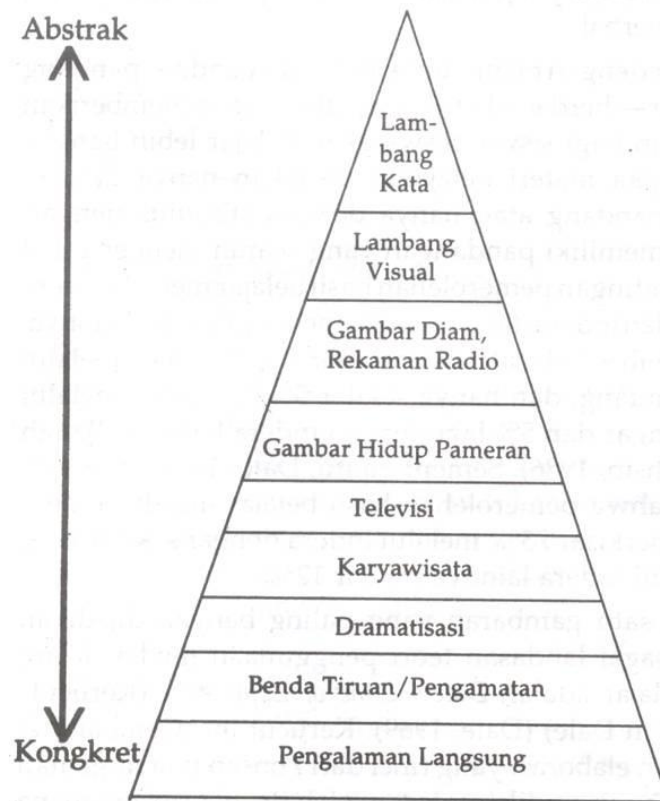 Abstrak
Lam-
bang
Kata
Lambang
Visual
Gambar Diam,
Rekaman Radio
Gambar Hidup Pameran
Televisi
Karyawisata
Dramatisasi
Benda Tiruan/Pengamatan
Kongkret
Pengalaman Langsung